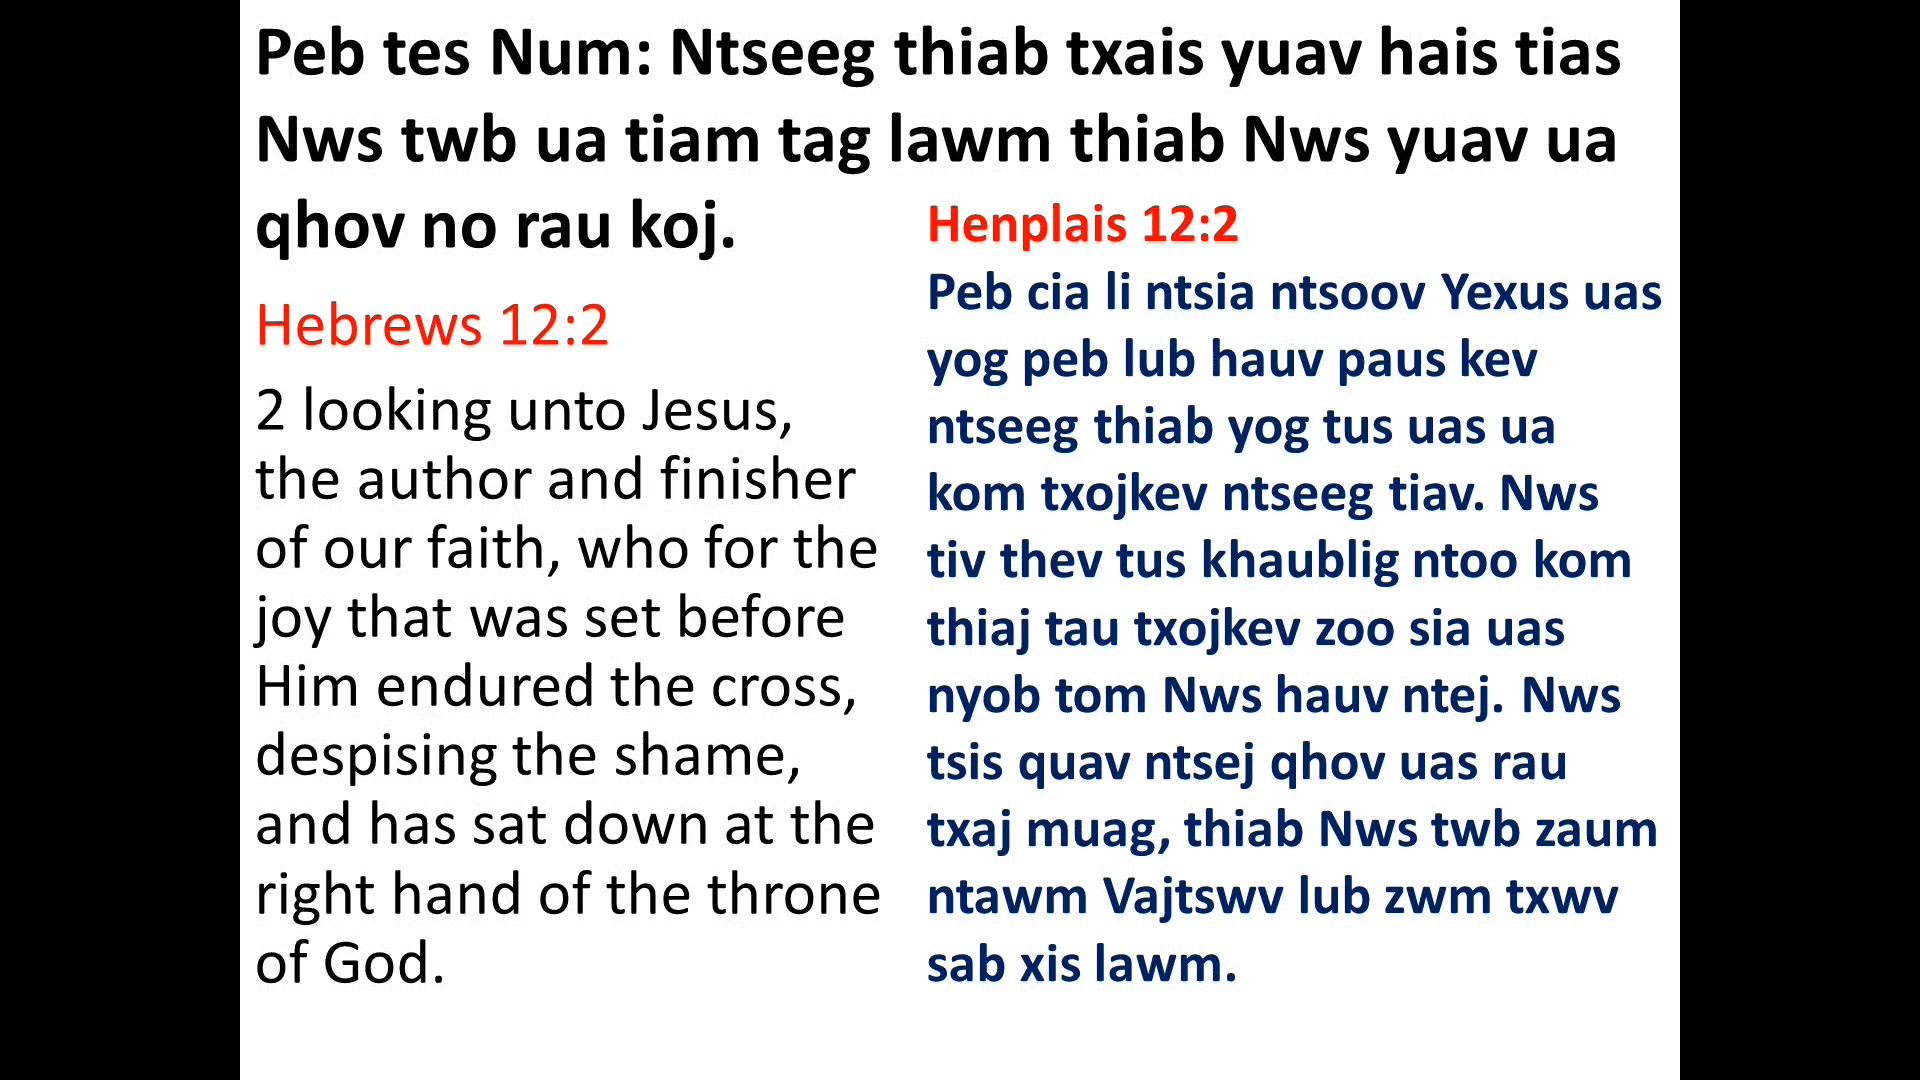 Peb tes Num: Ntseeg thiab txais yuav hais tias
Nws twb ua tiam tag lawm thiab Nws yuav ua
qhov no rau koj.
Hebrews 12:2
2 looking unto Jesus,
the author and finisher
of our faith, who for the
joy that was set before
Him endured the cross,
despising the shame,
and has sat down at the
right hand of the throne
of God.
Henplais 12:2
Peb cia li ntsia ntsoov Yexus uas
yog peb lub hauv paus kev
ntseeg thiab yog tus uas ua
kom txojkev ntseeg tiav. Nws
tiv thev tus khaublig ntoo kom
thiaj tau txojkev zoo sia uas
nyob tom Nws hauv ntej. Nws
tsis quav ntsej qhov uas rau
txaj muag, thiab Nws twb zaum
ntawm Vajtswv lub zwm txwv
sab xis lawm.